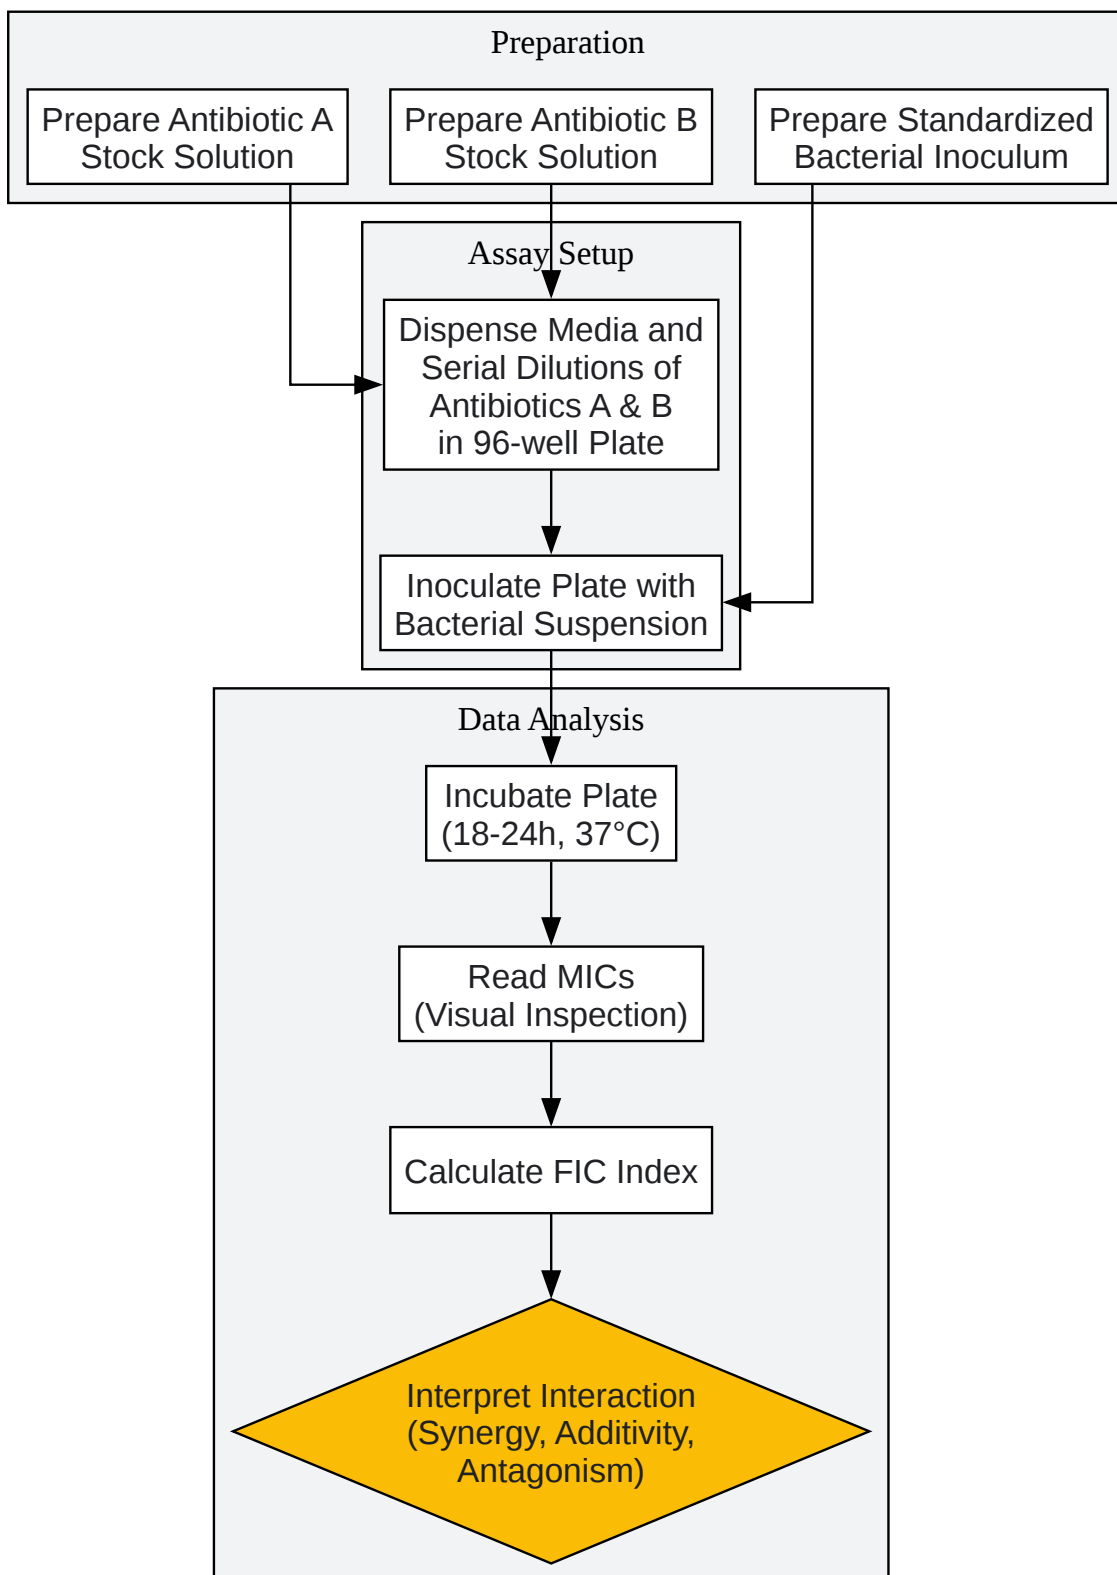 Preparation
Prepare Antibiotic A
Stock Solution
Prepare Antibiotic B
Stock Solution
Prepare Standardized
Bacterial Inoculum
Assay Setup
Dispense Media and
Serial Dilutions of
Antibiotics A & B
in 96-well Plate
Inoculate Plate with
Bacterial Suspension
Data Analysis
Incubate Plate
(18-24h, 37°C)
Read MICs
(Visual Inspection)
Calculate FIC Index
Interpret Interaction
(Synergy, Additivity,
Antagonism)